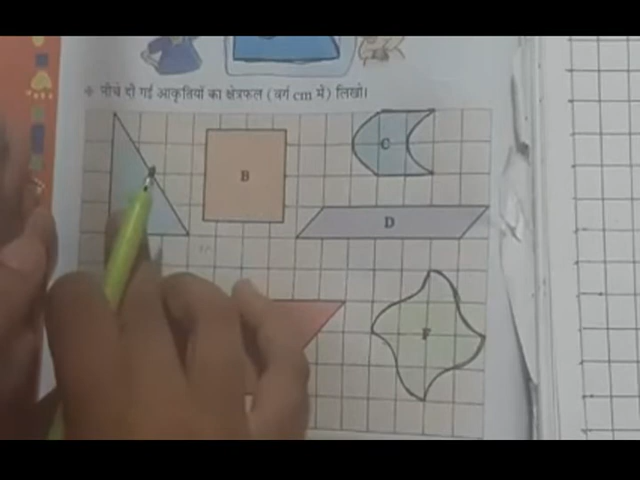 * नीचे दी गई आकृतियों का क्षेत्रफल (वर्ग cm में) लिखो।
B
C
D
F